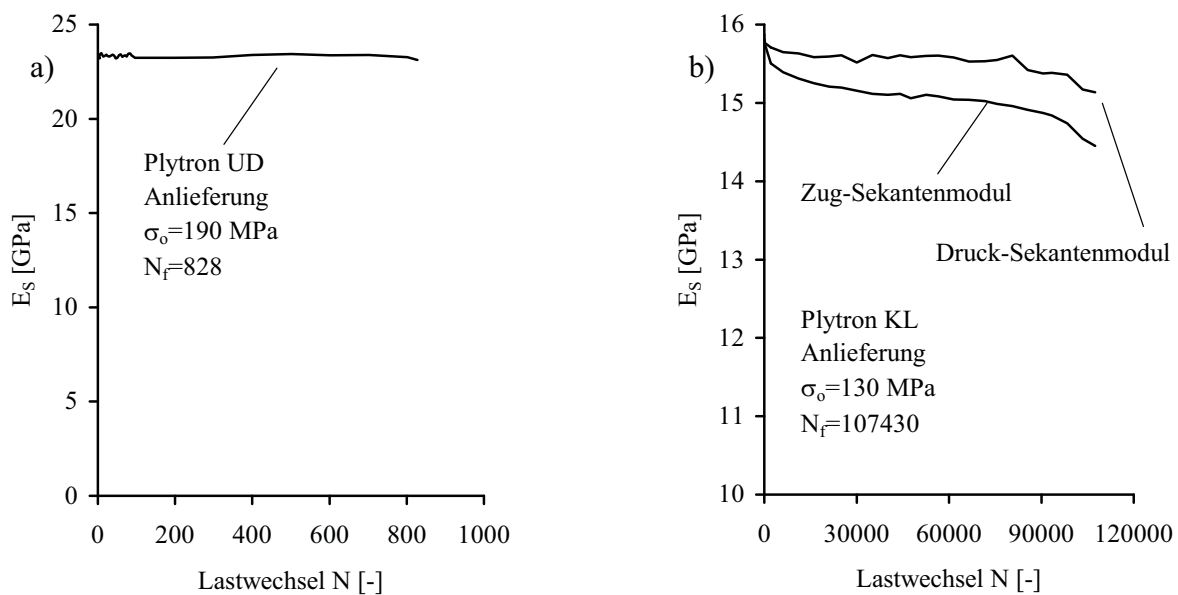 a)
25
20
15
10
5
0
E_S [GPa]
Plytron UD
Anlieferung
σ_o=190 MPa
N_f=828
0 200 400 600 800 1000
Lastwechsel N [-]
b)
16
15
14
13
12
11
10
E_S [GPa]
Zug-Sekantenmodul
Druck-Sekantenmodul
Plytron KL
Anlieferung
σ_o=130 MPa
N_f=107430
0 30000 60000 90000 120000
Lastwechsel N [-]